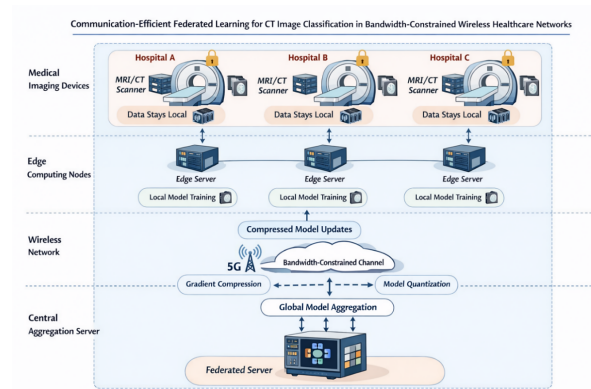 Communication-Efficient Federated Learning for CT Image Classification in Bandwidth-Constrained Wireless Healthcare Networks
Medical
Imaging Devices
Hospital A
Hospital B
Hospital C
MRI/CT
Scanner
MRI/CT
Scanner
MRI/CT
Scanner
Data Stays Local
Data Stays Local
Data Stays Local
Edge
Computing Nodes
Edge Server
Edge Server
Edge Server
Local Model Training
Local Model Training
Local Model Training
Wireless
Network
Compressed Model Updates
5G
Bandwidth-Constrained Channel
Gradient Compression
Model Quantization
Central
Aggregation Server
Global Model Aggregation
Federated Server